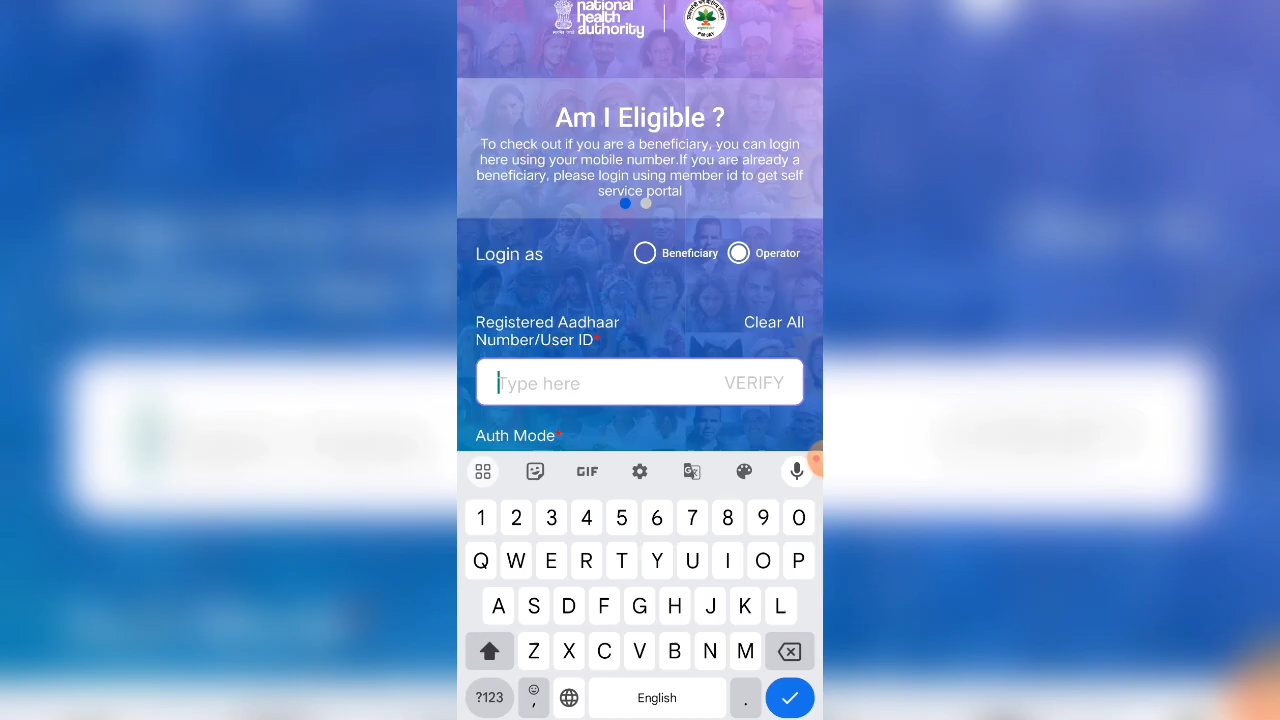 national
health
authority
PM-JAY
Am I Eligible ?
To check out if you are a beneficiary, you can login
here using your mobile number.If you are already a
beneficiary, please login using member id to get self
service portal
Login as
Beneficiary
Operator
Registered Aadhaar
Number/User ID*
Clear All
Type here
VERIFY
Auth Mode*
GIF
1 2 3 4 5 6 7 8 9 0
Q W E R T Y U I O P
A S D F G H J K L
Z X C V B N M
?123 , English .